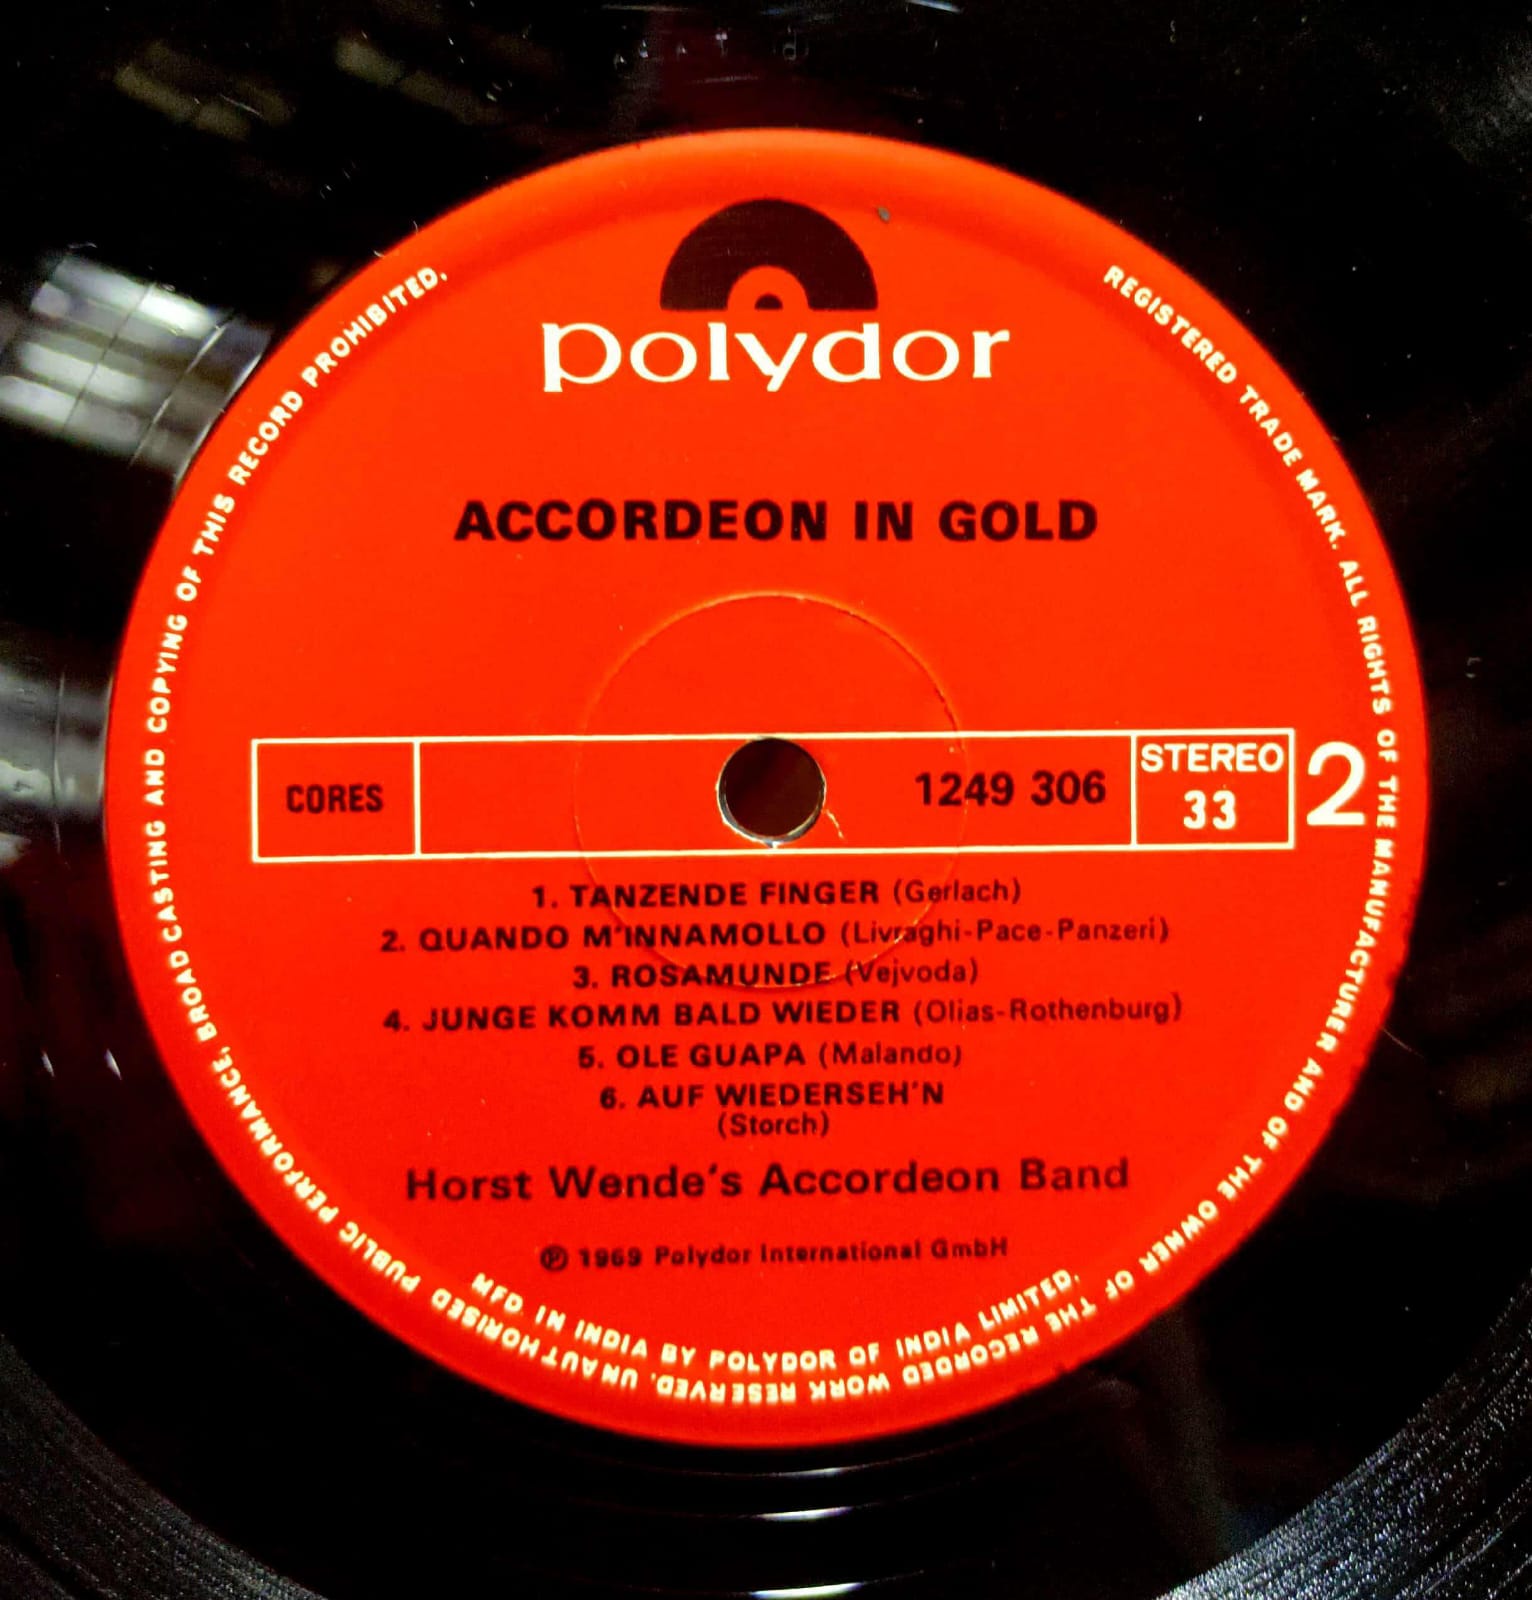 polydor
ACCORDEON IN GOLD
CORES
1249 306
STEREO
33
2
1. TANZENDE FINGER (Gerlach)
2. QUANDO M'INNAMOLLO (Livraghi-Pace-Panzeri)
3. ROSAMUNDE (Vejvoda)
4. JUNGE KOMM BALD WIEDER (Olias-Rothenburg)
5. OLE GUAPA (Malando)
6. AUF WIEDERSEH'N
(Storch)
Horst Wende's Accordeon Band
℗ 1969 Polydor International GmbH
MFD IN INDIA BY POLYDOR OF INDIA LIMITED.
REGISTERED TRADE MARK. ALL RIGHTS OF THE MANUFACTURER AND OF THE OWNER OF THE RECORDED WORK RESERVED. UNAUTHORISED PUBLIC PERFORMANCE, BROADCASTING AND COPYING OF THIS RECORD PROHIBITED.